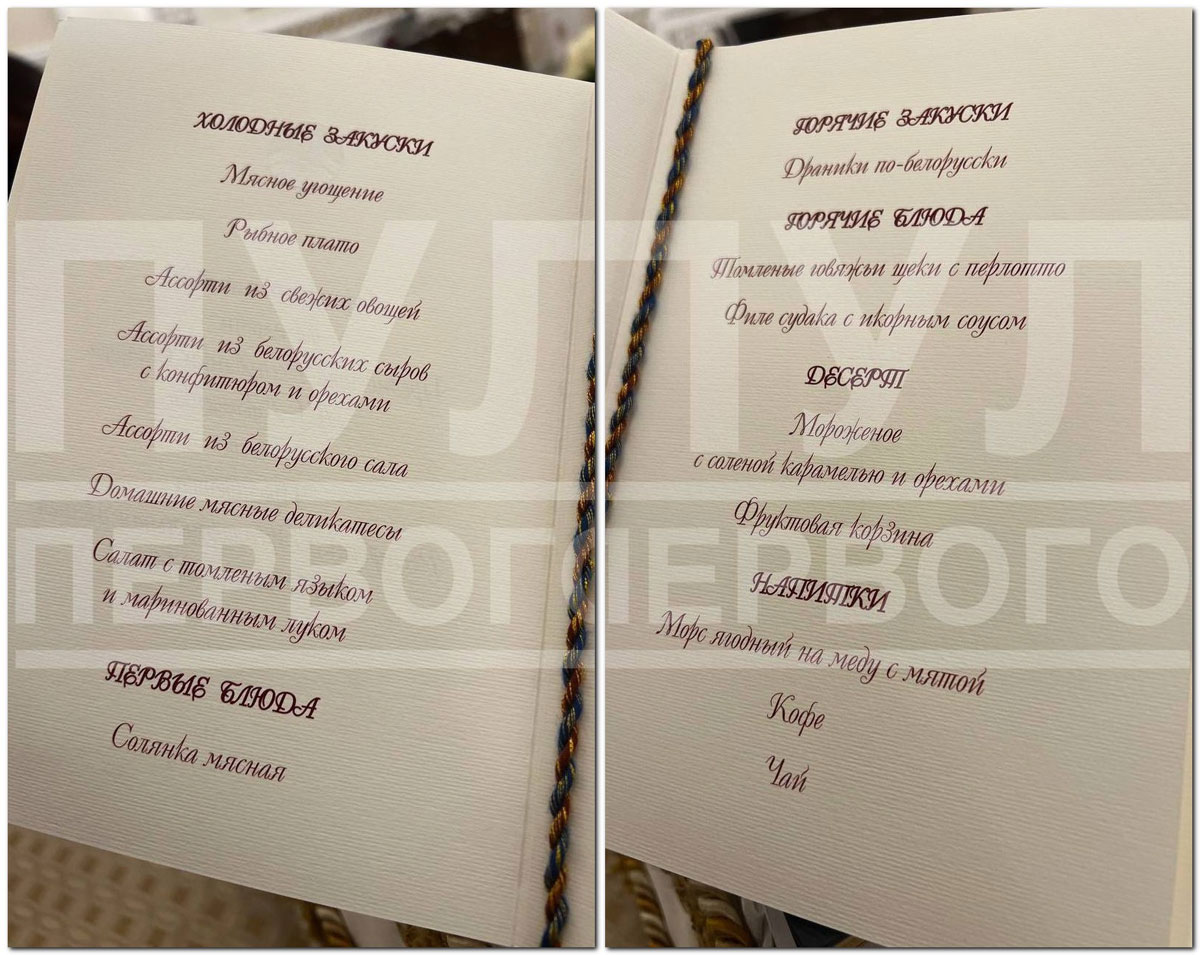 ХОЛОДНЫЕ ЗАКУСКИ
Мясное угощение
Рыбное плато
Ассорти из свежих овощей
Ассорти из белорусских сыров
с конфитюром и орехами
Ассорти из белорусского сала
Домашние мясные деликатесы
Салат с томленым языком
и маринованным луком
ПЕРВЫЕ БЛЮДА
Солянка мясная
ГОРЯЧИЕ ЗАКУСКИ
Драники по-белорусски
ГОРЯЧИЕ БЛЮДА
Томленые говяжьи щеки с перлотто
Филе судака с икорным соусом
ДЕСЕРТ
Мороженое
с соленой карамелью и орехами
Фруктовая корзина
НАПИТКИ
Морс ягодный на меду с мятой
Кофе
Чай
ПУЛ ПУЛ
ПЕРВОГО ПЕРВОГО